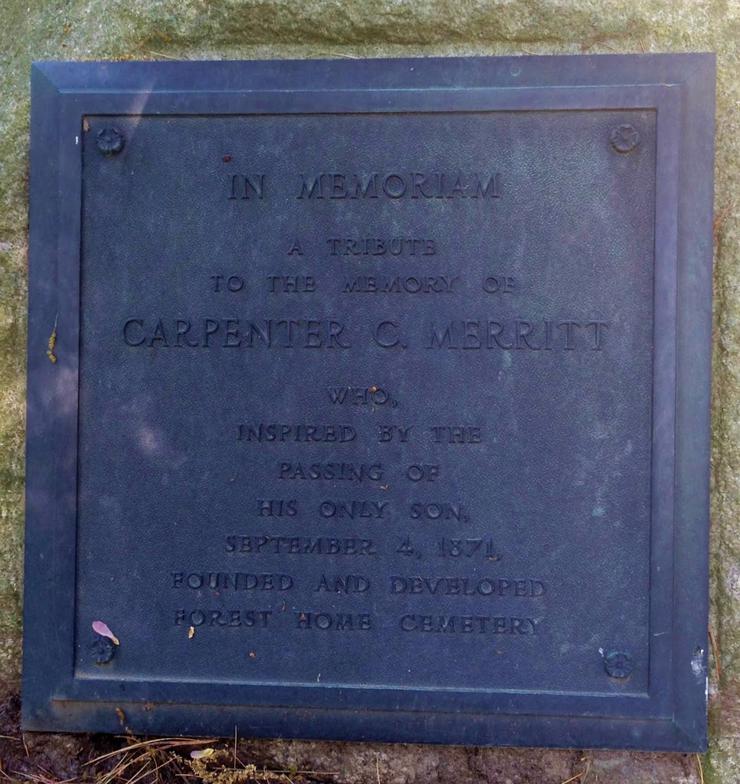 IN MEMORIAM
A TRIBUTE
TO THE MEMORY OF
CARPENTER C. MERRITT
WHO,
INSPIRED BY THE
PASSING OF
HIS ONLY SON,
SEPTEMBER 4, 1871,
FOUNDED AND DEVELOPED
FOREST HOME CEMETERY